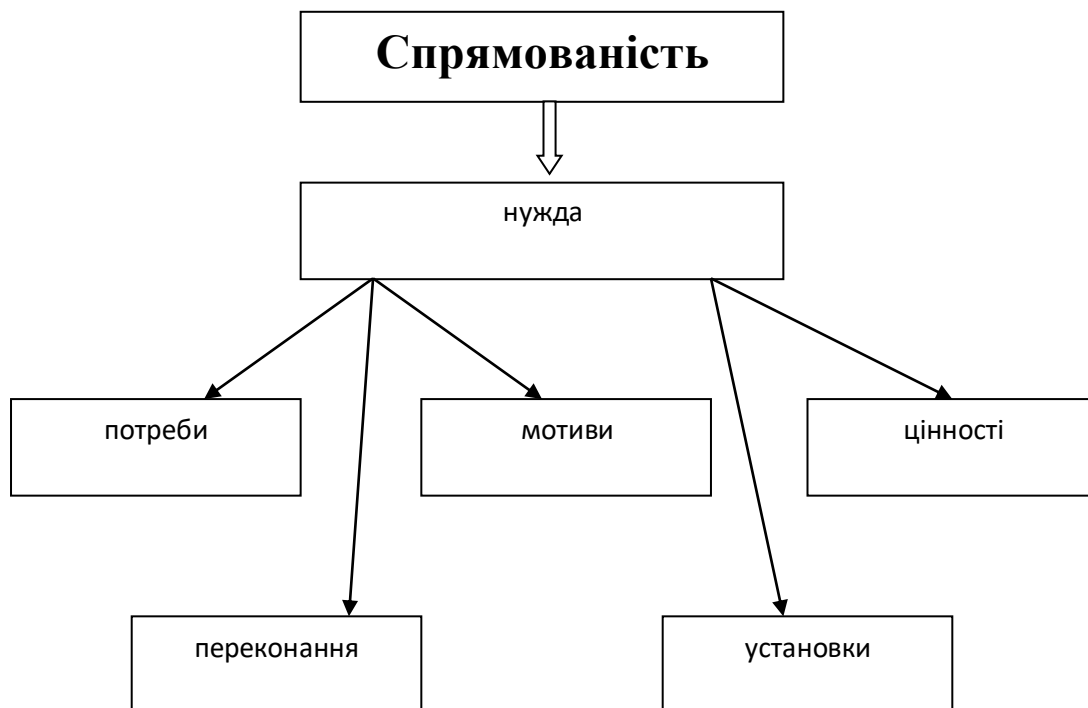 Спрямованість
нужда
потреби
мотиви
цінності
переконання
установки